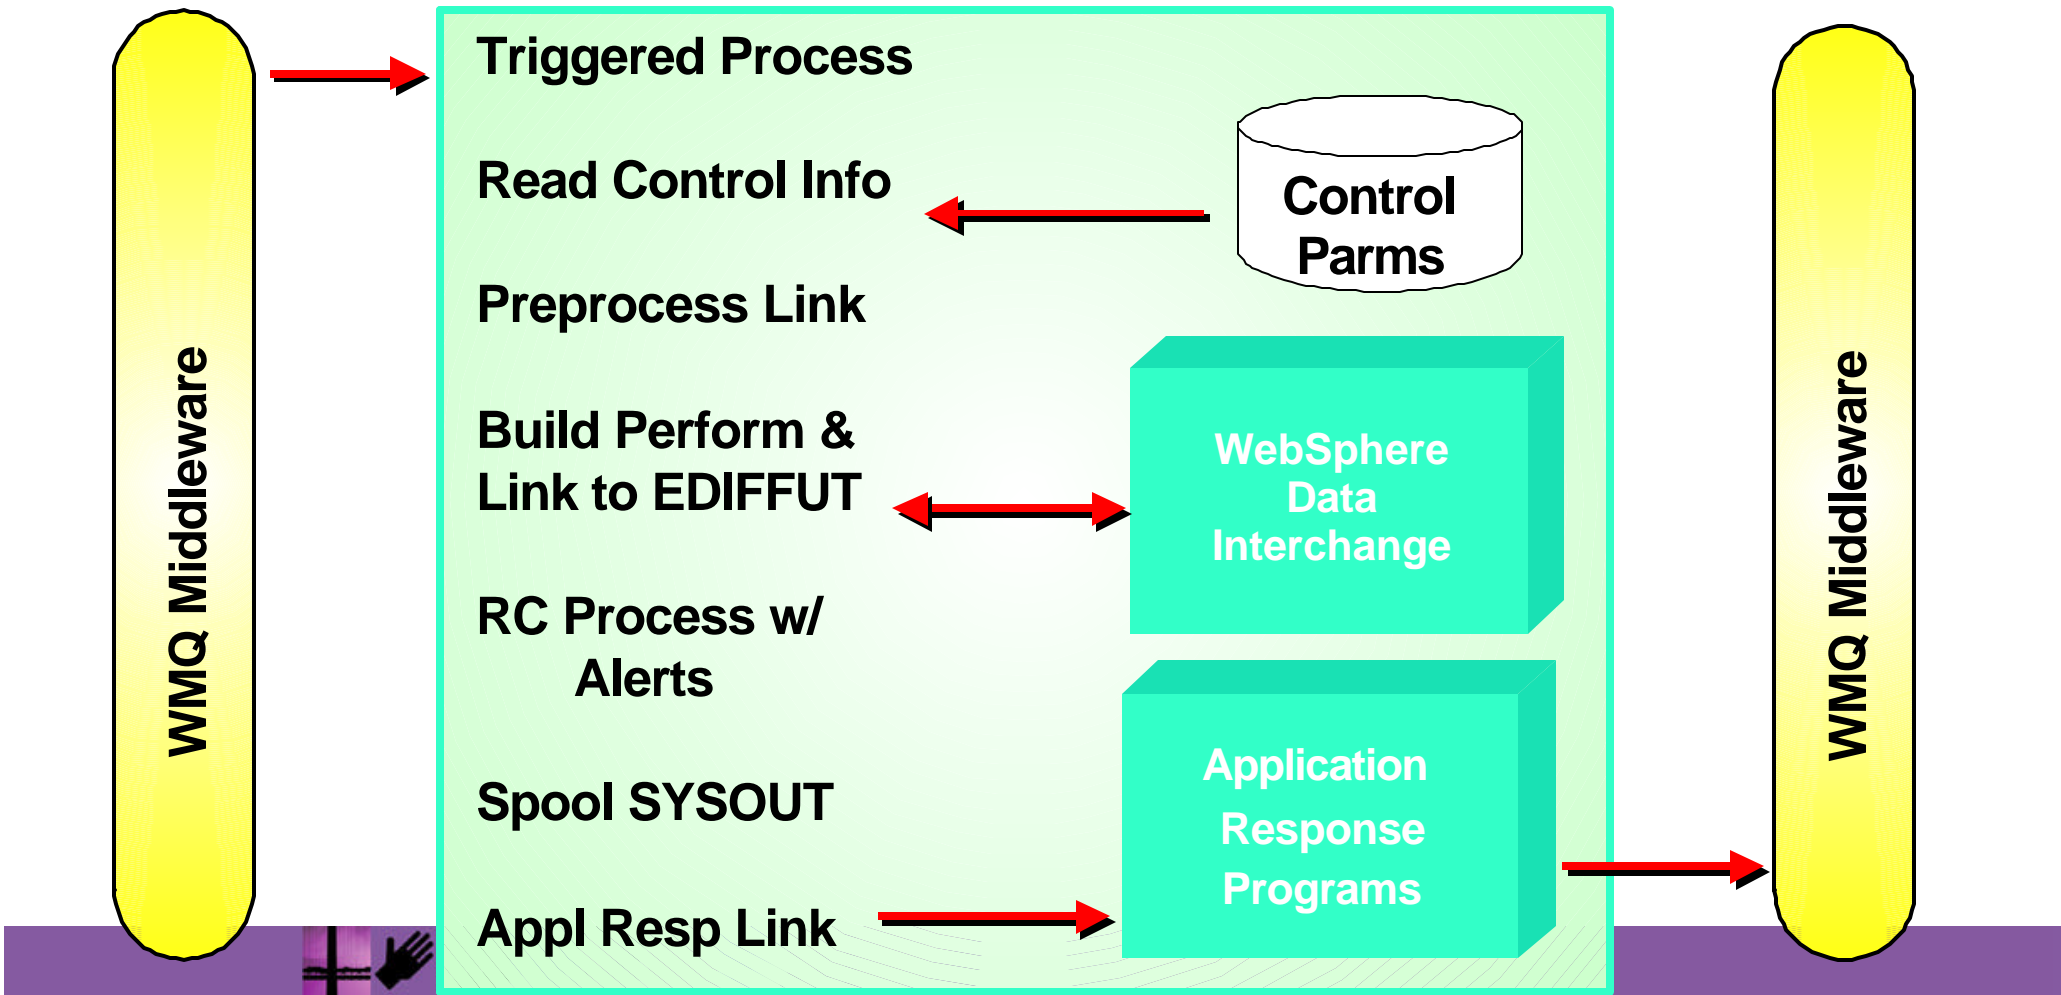 WMQ Middleware
Triggered Process
Read Control Info
Preprocess Link
Build Perform &
Link to EDIFFUT
RC Process w/
Alerts
Spool SYSOUT
Appl Resp Link
Control
Parms
WebSphere
Data
Interchange
Application
Response
Programs
WMQ Middleware